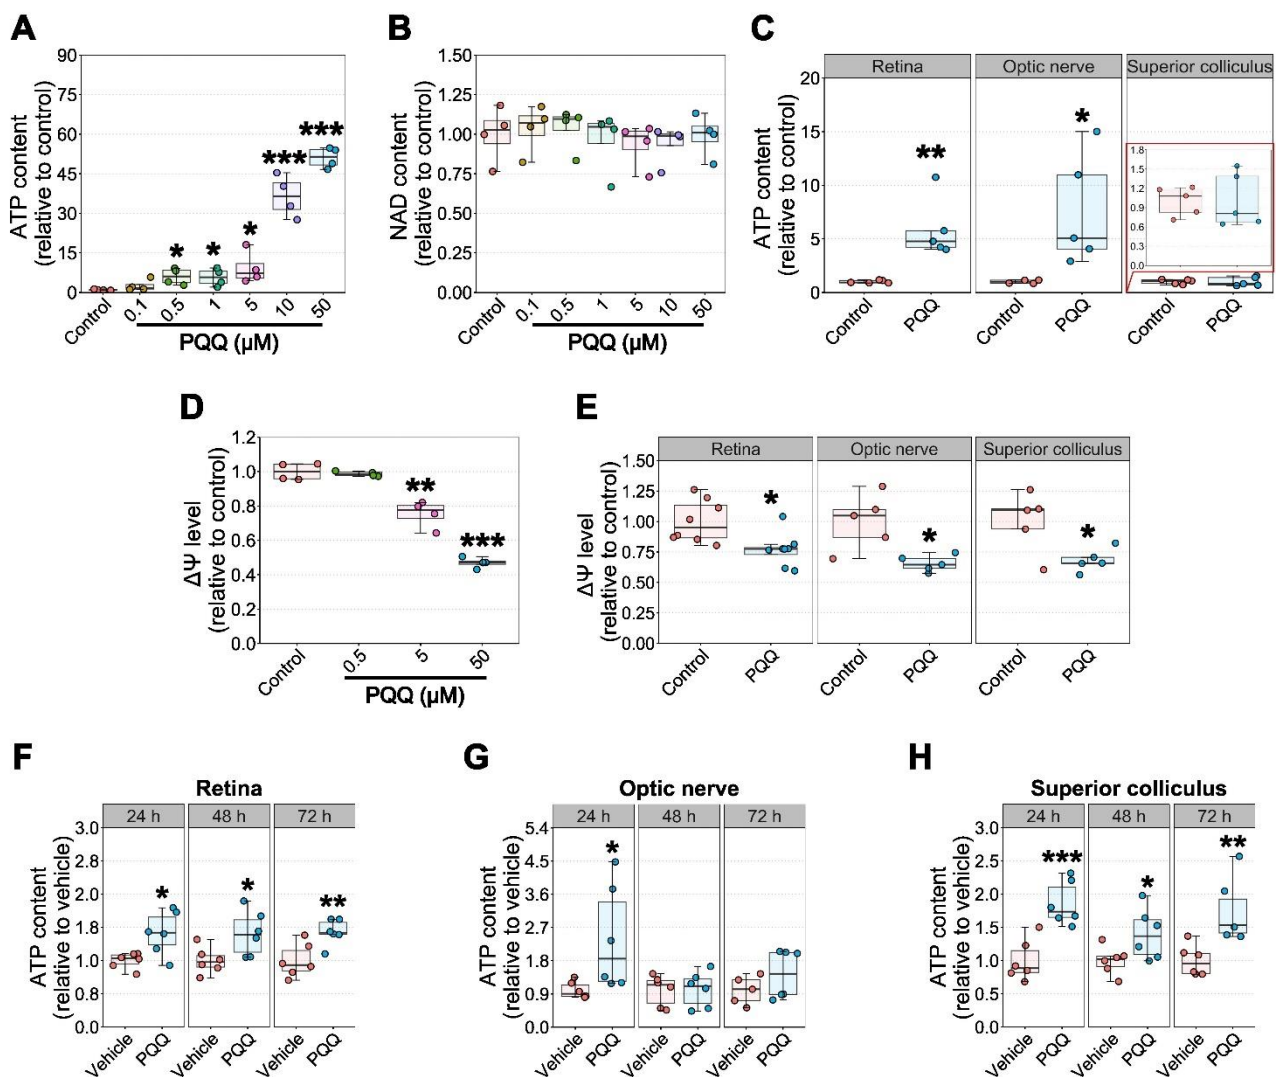 A
ATP content
(relative to control)
90
75
60
45
30
15
0
*
*
*
***
***
Control
0.1
0.5
1
5
10
50
PQQ (µM)
B
NAD content
(relative to control)
1.50
1.25
1.00
0.75
0.50
0.25
0.00
Control
0.1
0.5
1
5
10
50
PQQ (µM)
C
ATP content
(relative to control)
20
15
10
5
0
Retina
Optic nerve
Superior colliculus
**
*
1.8
1.5
1.2
0.9
0.6
0.3
0.0
Control
PQQ
Control
PQQ
Control
PQQ
D
ΔΨ level
(relative to control)
1.2
1.0
0.8
0.6
0.4
0.2
0.0
**
***
Control
0.5
5
50
PQQ (µM)
E
ΔΨ level
(relative to control)
1.50
1.25
1.00
0.75
0.50
0.25
0.00
Retina
Optic nerve
Superior colliculus
*
*
*
Control
PQQ
Control
PQQ
Control
PQQ
F
Retina
ATP content
(relative to vehicle)
3.0
2.8
2.0
1.8
1.0
0.8
0.0
24 h
48 h
72 h
*
*
**
Vehicle
PQQ
Vehicle
PQQ
Vehicle
PQQ
G
Optic nerve
ATP content
(relative to vehicle)
5.4
4.5
3.6
2.7
1.8
0.9
0.0
24 h
48 h
72 h
*
Vehicle
PQQ
Vehicle
PQQ
Vehicle
PQQ
H
Superior colliculus
ATP content
(relative to vehicle)
3.0
2.5
2.0
1.5
1.0
0.5
0.0
24 h
48 h
72 h
***
*
**
Vehicle
PQQ
Vehicle
PQQ
Vehicle
PQQ